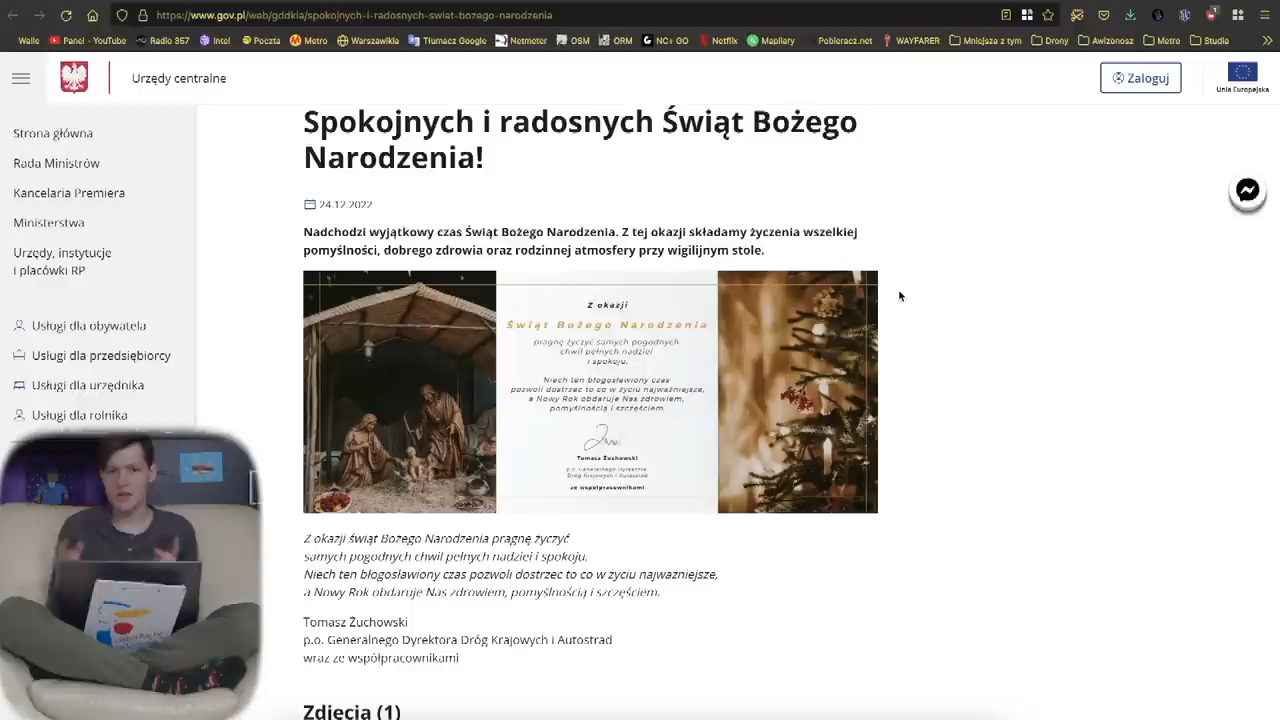 https://www.gov.pl/web/gddkia/spokojnych-i-radosnych-swiat-bozego-narodzenia
Walle Panel - YouTube Radio 357 Intel Poczta Metro Warszawikla Tłumacz Google Netmeter OSM ORM NC+ GO Netflix Mapilary Pobieracz.net WAYFARER Mniejsza z tym Drony Awizonosz Metro Studia
Urzędy centralne
Zaloguj
Unia Europejska
Strona główna
Rada Ministrów
Kancelaria Premiera
Ministerstwa
Urzędy, instytucje
i placówki RP
Usługi dla obywatela
Usługi dla przedsiębiorcy
Usługi dla urzędnika
Usługi dla rolnika
Spokojnych i radosnych Świąt Bożego
Narodzenia!
24.12.2022
Nadchodzi wyjątkowy czas Świąt Bożego Narodzenia. Z tej okazji składamy życzenia wszelkiej
pomyślności, dobrego zdrowia oraz rodzinnej atmosfery przy wigilijnym stole.
Z okazji
Świąt Bożego Narodzenia
pragnę życzyć samych pogodnych
chwil pełnych nadziei
i spokoju.
Niech ten błogosławiony czas
pozwoli dostrzec to co w życiu najważniejsze,
a Nowy Rok obdaruje Nas zdrowiem,
pomyślnością i szczęściem.
Tomasz Żuchowski
p.o. Generalnego Dyrektora
Dróg Krajowych i Autostrad
ze współpracownikami
Z okazji świąt Bożego Narodzenia pragnę życzyć
samych pogodnych chwil pełnych nadziei i spokoju.
Niech ten błogosławiony czas pozwoli dostrzec to co w życiu najważniejsze,
a Nowy Rok obdaruje Nas zdrowiem, pomyślnością i szczęściem.
Tomasz Żuchowski
p.o. Generalnego Dyrektora Dróg Krajowych i Autostrad
wraz ze współpracownikami
Zdjęcia (1)